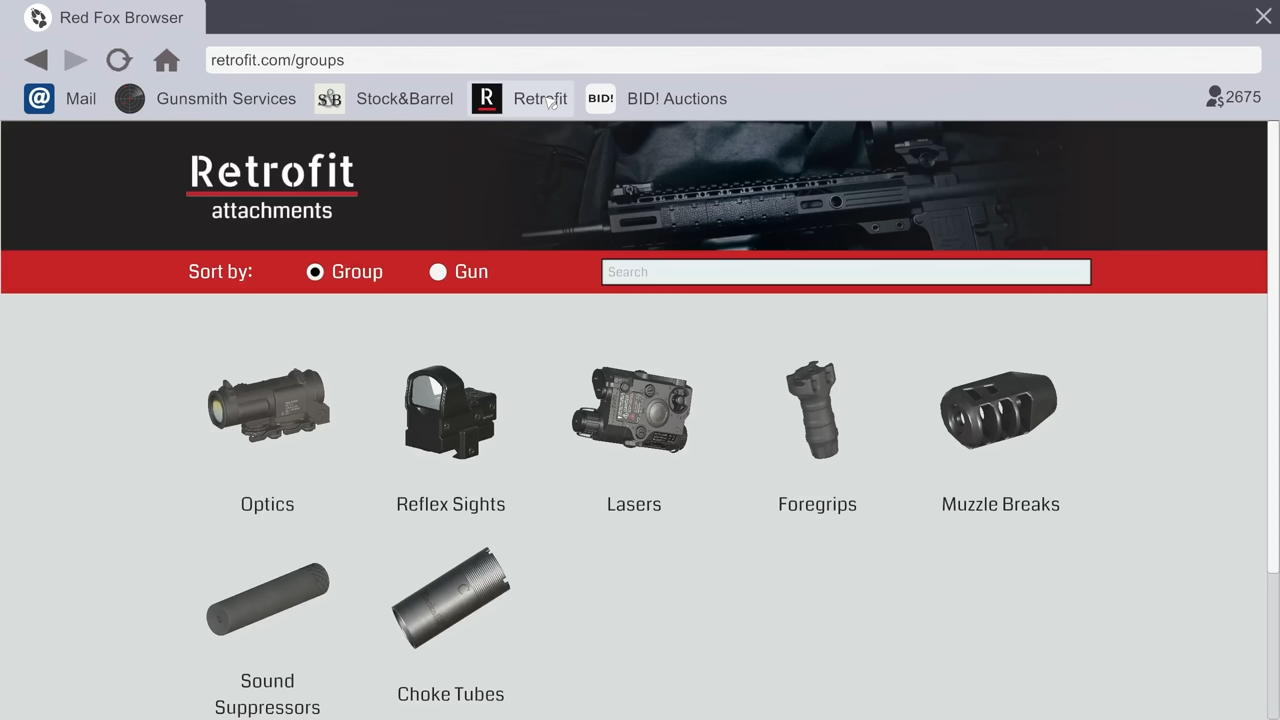 Red Fox Browser
retrofit.com/groups
@ Mail Gunsmith Services S&B Stock&Barrel R Retrofit BID! BID! Auctions 2675
Retrofit
attachments
Sort by: Group Gun Search
Optics Reflex Sights Lasers Foregrips Muzzle Breaks
Sound
Suppressors
Choke Tubes